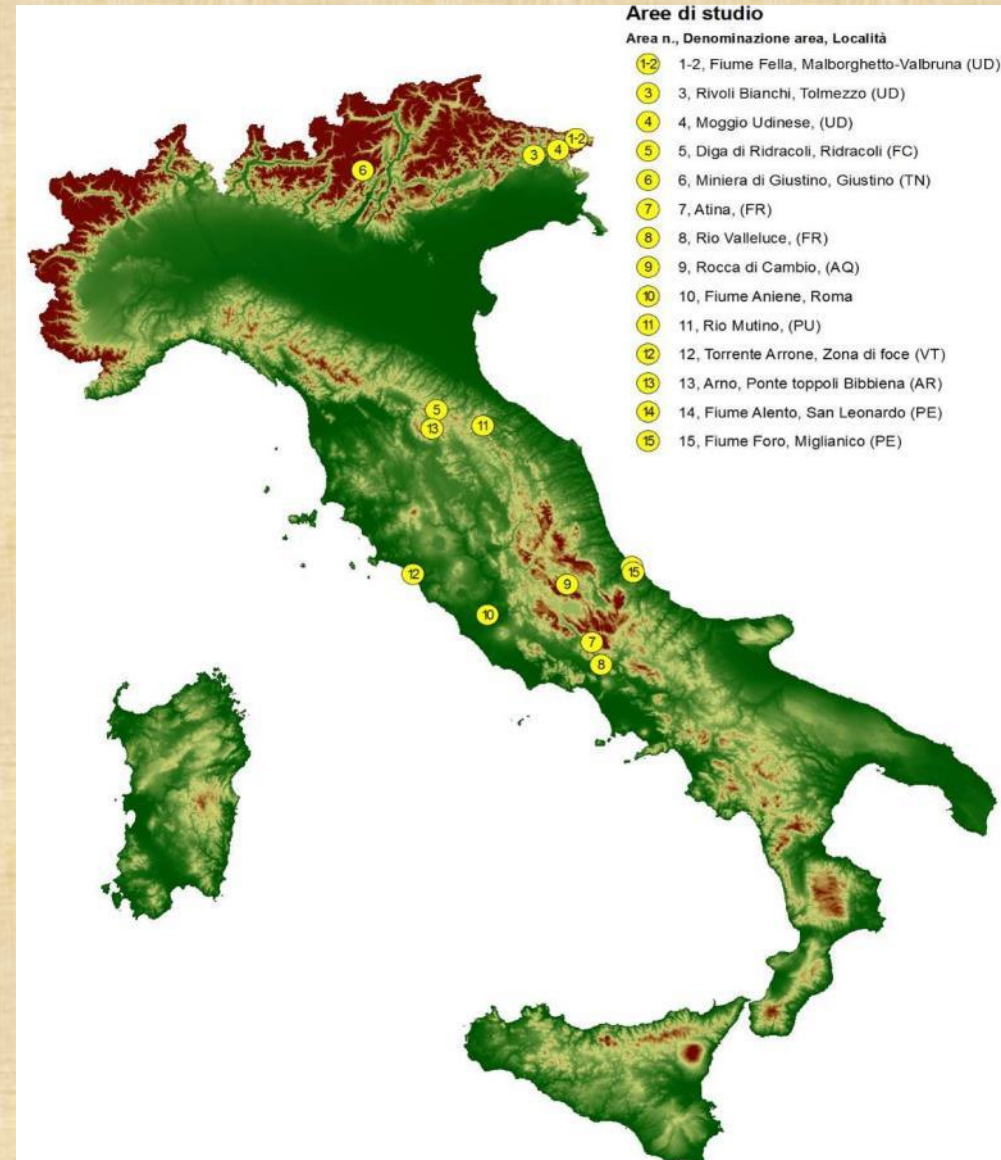 Aree di studio
Area n., Denominazione area, Località
1-2 1-2, Fiume Fella, Malborghetto-Valbruna (UD)
3 3, Rivoli Bianchi, Tolmezzo (UD)
4 4, Moggio Udinese, (UD)
5 5, Diga di Ridracoli, Ridracoli (FC)
6 6, Miniera di Giustino, Giustino (TN)
7 7, Atina, (FR)
8 8, Rio Valleluce, (FR)
9 9, Rocca di Cambio, (AQ)
10 10, Fiume Aniene, Roma
11 11, Rio Mutino, (PU)
12 12, Torrente Arrone, Zona di foce (VT)
13 13, Arno, Ponte toppoli Bibbiena (AR)
14 14, Fiume Alento, San Leonardo (PE)
15 15, Fiume Foro, Miglianico (PE)
1-2
4
3
6
5
13
11
12
15
9
10
7
8